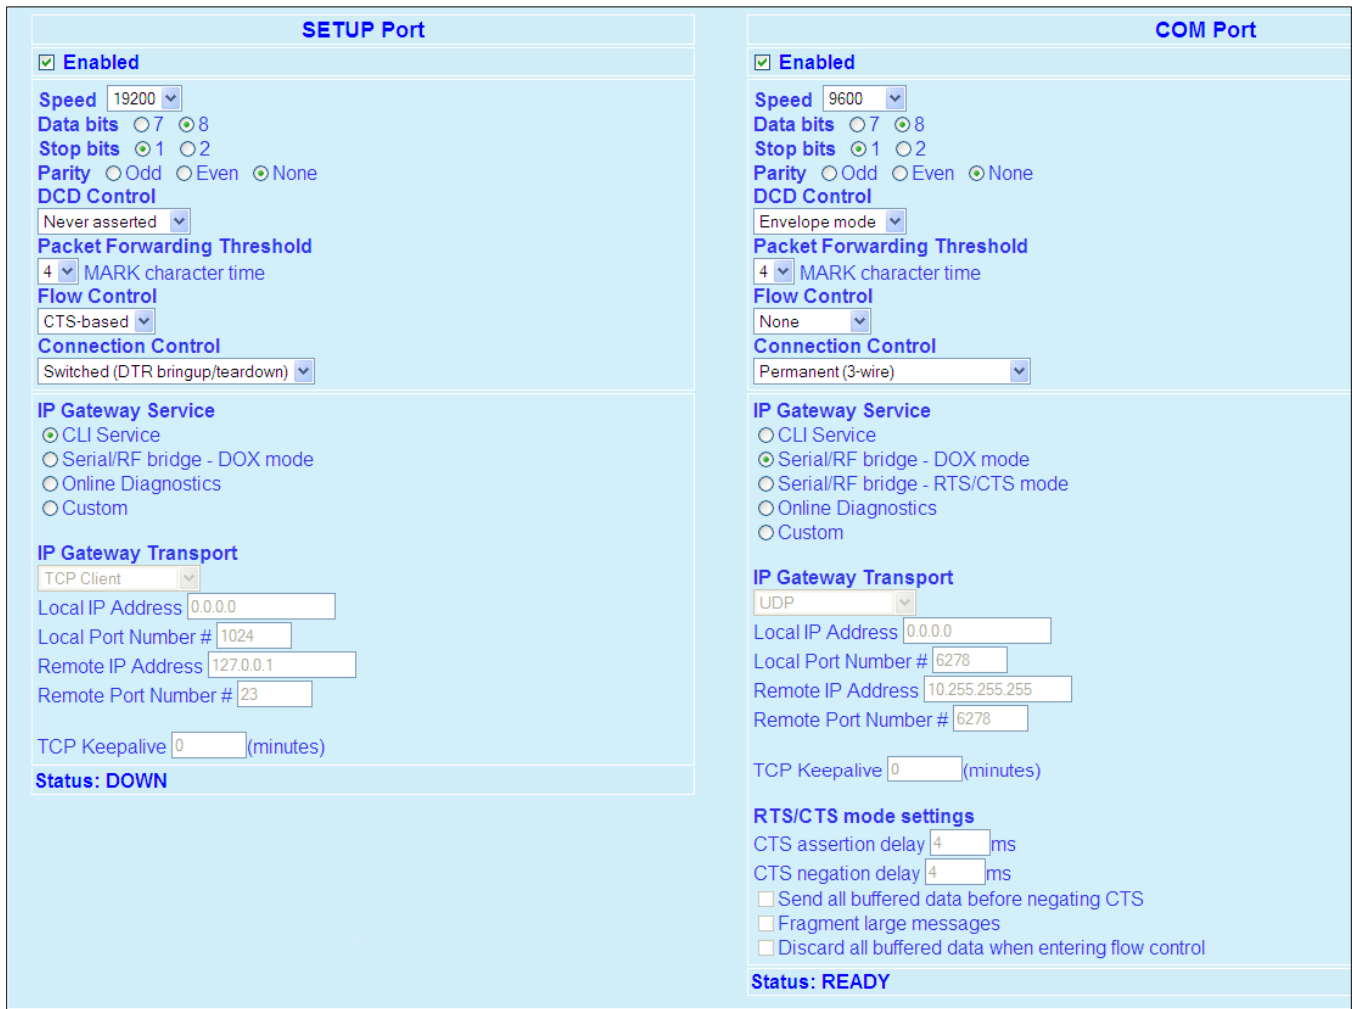 SETUP Port
Enabled
Speed 19200
Data bits 7 8
Stop bits 1 2
Parity Odd Even None
DCD Control
Never asserted
Packet Forwarding Threshold
4 MARK character time
Flow Control
CTS-based
Connection Control
Switched (DTR bringup/teardown)
IP Gateway Service
CLI Service
Serial/RF bridge - DOX mode
Online Diagnostics
Custom
IP Gateway Transport
TCP Client
Local IP Address 0.0.0.0
Local Port Number # 1024
Remote IP Address 127.0.0.1
Remote Port Number # 23
TCP Keepalive 0 (minutes)
Status: DOWN
COM Port
Enabled
Speed 9600
Data bits 7 8
Stop bits 1 2
Parity Odd Even None
DCD Control
Envelope mode
Packet Forwarding Threshold
4 MARK character time
Flow Control
None
Connection Control
Permanent (3-wire)
IP Gateway Service
CLI Service
Serial/RF bridge - DOX mode
Serial/RF bridge - RTS/CTS mode
Online Diagnostics
Custom
IP Gateway Transport
UDP
Local IP Address 0.0.0.0
Local Port Number # 6278
Remote IP Address 10.255.255.255
Remote Port Number # 6278
TCP Keepalive 0 (minutes)
RTS/CTS mode settings
CTS assertion delay 4 ms
CTS negation delay 4 ms
Send all buffered data before negating CTS
Fragment large messages
Discard all buffered data when entering flow control
Status: READY